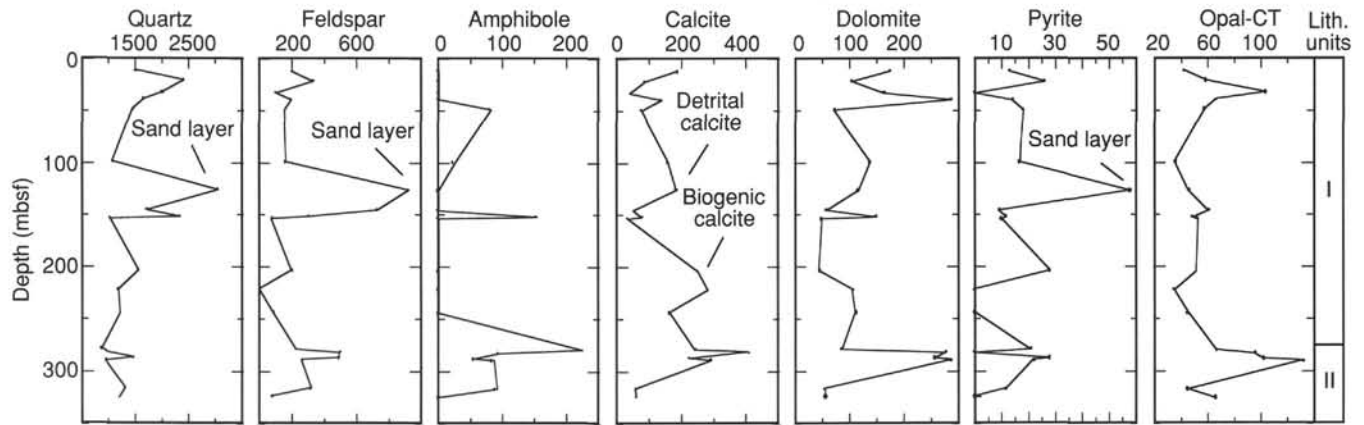 Quartz Feldspar Amphibole Calcite Dolomite Pyrite Opal-CT Lith.
units
1500 2500 200 600 0 100 200 0 200 400 0 100 200 10 30 50 20 60 100
0
100
200
300
Depth (mbsf)
Sand layer
Sand layer
Detrital
calcite
Biogenic
calcite
Sand layer
I
II